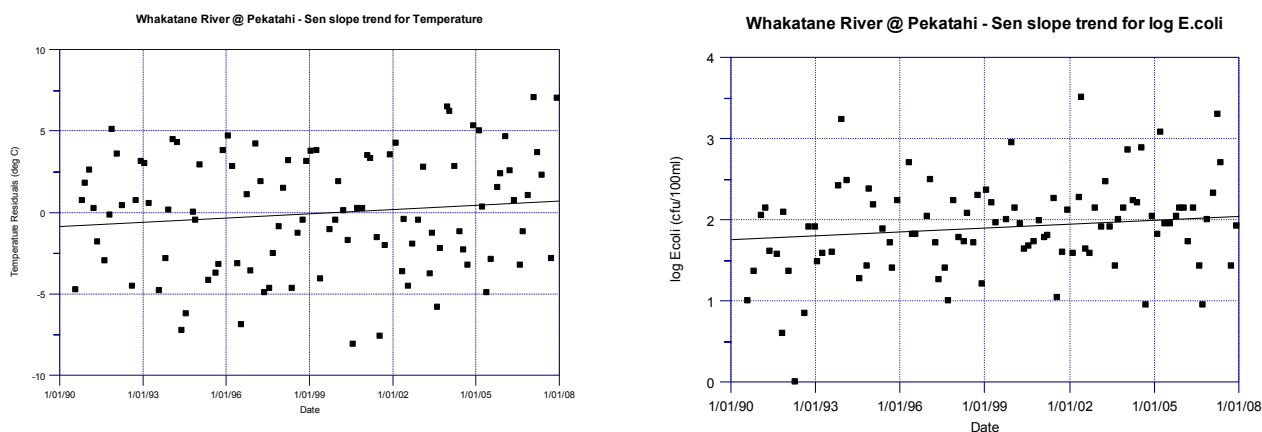 Whakatane River @ Pekatahi - Sen slope trend for Temperature
10
5
0
-5
-10
Temperature Residuals (deg C)
1/01/90 1/01/93 1/01/96 1/01/99 1/01/02 1/01/05 1/01/08
Date
Whakatane River @ Pekatahi - Sen slope trend for log E.coli
4
3
2
1
0
log Ecoli (cfu/100ml)
1/01/90 1/01/93 1/01/96 1/01/99 1/01/02 1/01/05 1/01/08
Date